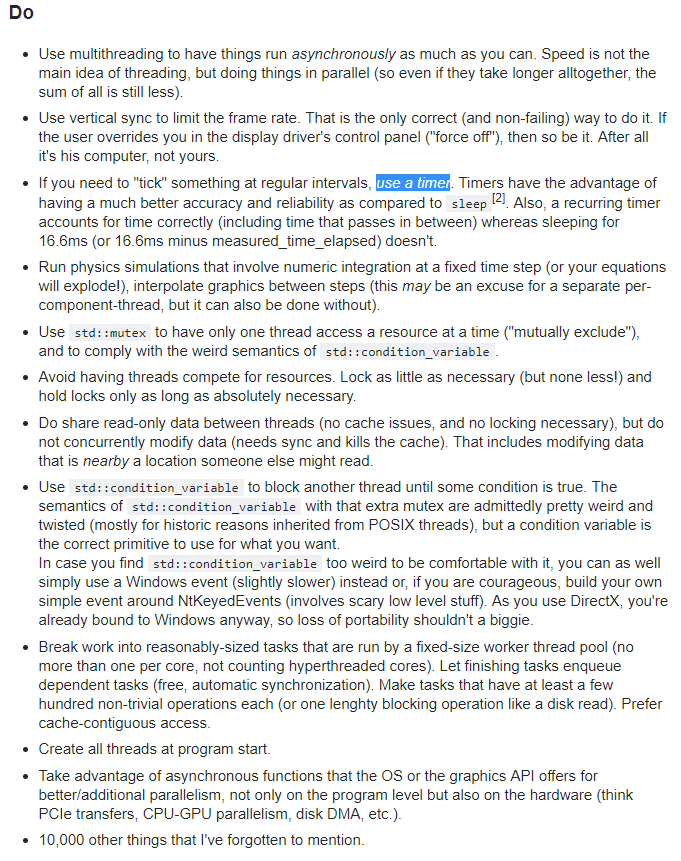 Do
• Use multithreading to have things run asynchronously as much as you can. Speed is not the
main idea of threading, but doing things in parallel (so even if they take longer alltogether, the
sum of all is still less).
• Use vertical sync to limit the frame rate. That is the only correct (and non-failing) way to do it. If
the user overrides you in the display driver's control panel ("force off"), then so be it. After all
it's his computer, not yours.
• If you need to "tick" something at regular intervals, use a timer. Timers have the advantage of
having a much better accuracy and reliability as compared to sleep [2]. Also, a recurring timer
accounts for time correctly (including time that passes in between) whereas sleeping for
16.6ms (or 16.6ms minus measured_time_elapsed) doesn't.
• Run physics simulations that involve numeric integration at a fixed time step (or your equations
will explode!), interpolate graphics between steps (this may be an excuse for a separate per-
component-thread, but it can also be done without).
• Use std::mutex to have only one thread access a resource at a time ("mutually exclude"),
and to comply with the weird semantics of std::condition_variable.
• Avoid having threads compete for resources. Lock as little as necessary (but none less!) and
hold locks only as long as absolutely necessary.
• Do share read-only data between threads (no cache issues, and no locking necessary), but do
not concurrently modify data (needs sync and kills the cache). That includes modifying data
that is nearby a location someone else might read.
• Use std::condition_variable to block another thread until some condition is true. The
semantics of std::condition_variable with that extra mutex are admittedly pretty weird and
twisted (mostly for historic reasons inherited from POSIX threads), but a condition variable is
the correct primitive to use for what you want.
In case you find std::condition_variable too weird to be comfortable with it, you can as well
simply use a Windows event (slightly slower) instead or, if you are courageous, build your own
simple event around NtKeyedEvents (involves scary low level stuff). As you use DirectX, you're
already bound to Windows anyway, so loss of portability shouldn't a biggie.
• Break work into reasonably-sized tasks that are run by a fixed-size worker thread pool (no
more than one per core, not counting hyperthreaded cores). Let finishing tasks enqueue
dependent tasks (free, automatic synchronization). Make tasks that have at least a few
hundred non-trivial operations each (or one lenghty blocking operation like a disk read). Prefer
cache-contiguous access.
• Create all threads at program start.
• Take advantage of asynchronous functions that the OS or the graphics API offers for
better/additional parallelism, not only on the program level but also on the hardware (think
PCIe transfers, CPU-GPU parallelism, disk DMA, etc.).
• 10,000 other things that I've forgotten to mention.